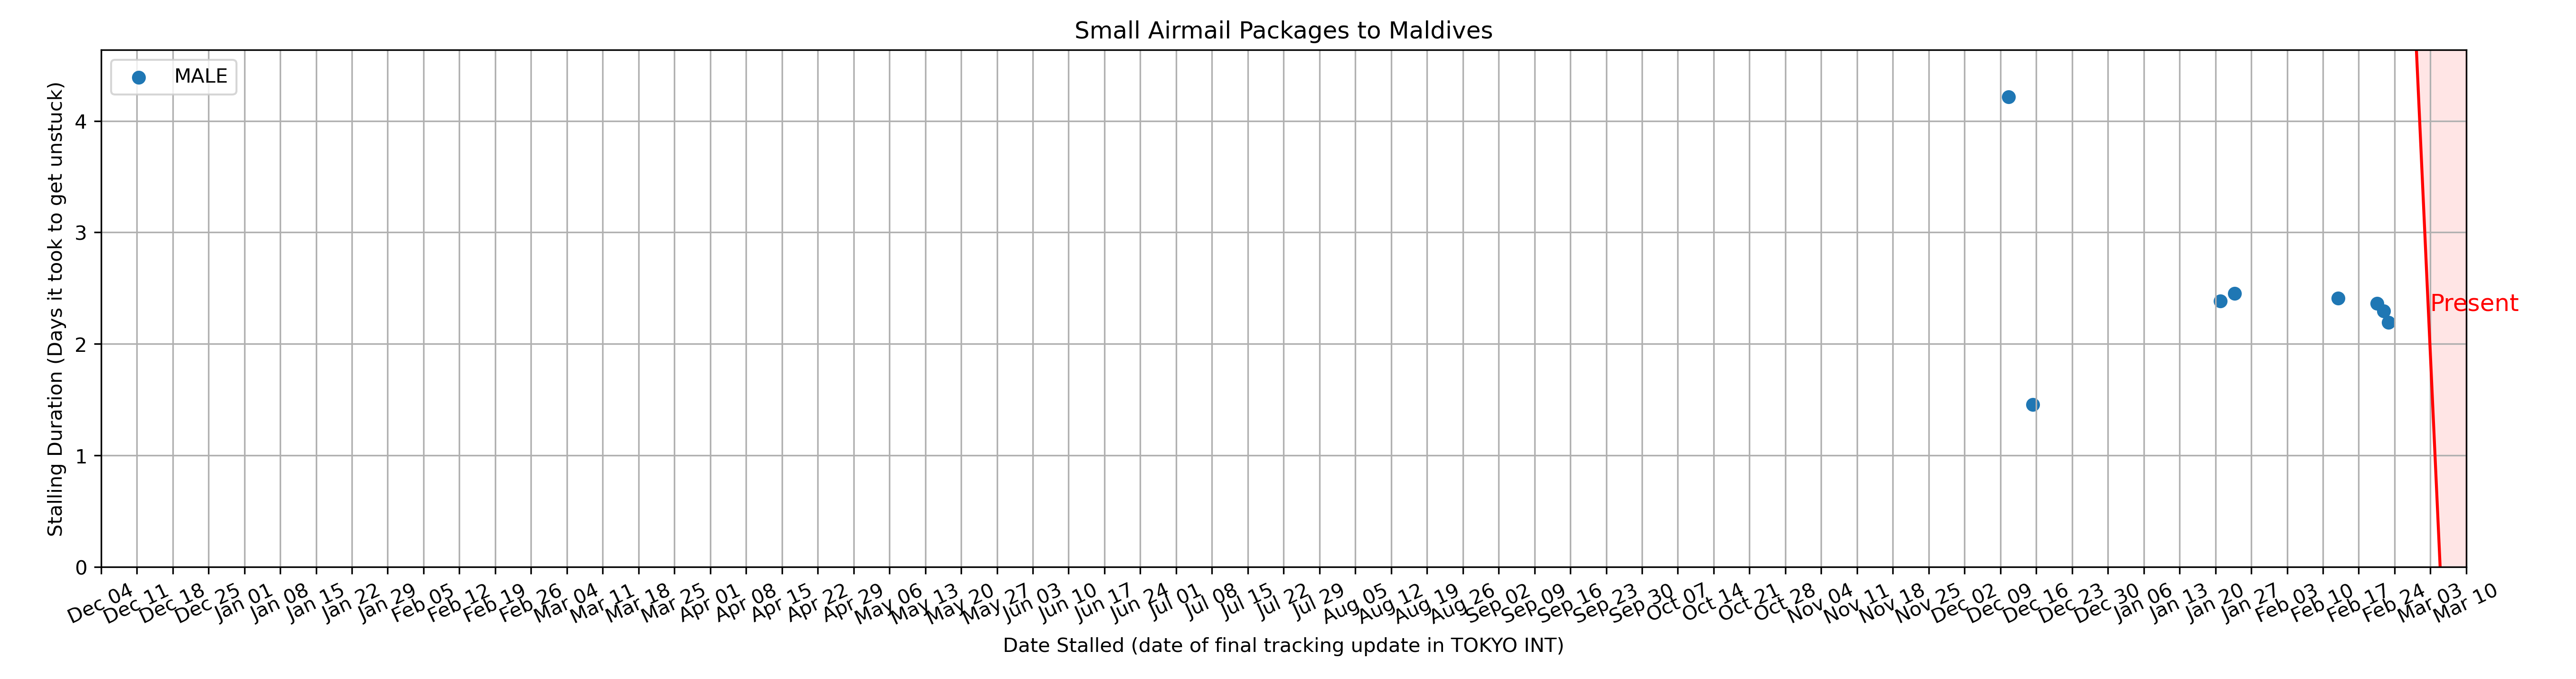 Small Airmail Packages to Maldives
MALE
Stalling Duration (Days it took to get unstuck)
4
3
2
1
0
Present
Dec 04 Dec 11 Dec 18 Dec 25 Jan 01 Jan 08 Jan 15 Jan 22 Jan 29 Feb 05 Feb 12 Feb 19 Feb 26 Mar 04 Mar 11 Mar 18 Mar 25 Apr 01 Apr 08 Apr 15 Apr 22 Apr 29 May 06 May 13 May 20 May 27 Jun 03 Jun 10 Jun 17 Jun 24 Jul 01 Jul 08 Jul 15 Jul 22 Jul 29 Aug 05 Aug 12 Aug 19 Aug 26 Sep 02 Sep 09 Sep 16 Sep 23 Sep 30 Oct 07 Oct 14 Oct 21 Oct 28 Nov 04 Nov 11 Nov 18 Nov 25 Dec 02 Dec 09 Dec 16 Dec 23 Dec 30 Jan 06 Jan 13 Jan 20 Jan 27 Feb 03 Feb 10 Feb 17 Feb 24 Mar 03 Mar 10
Date Stalled (date of final tracking update in TOKYO INT)